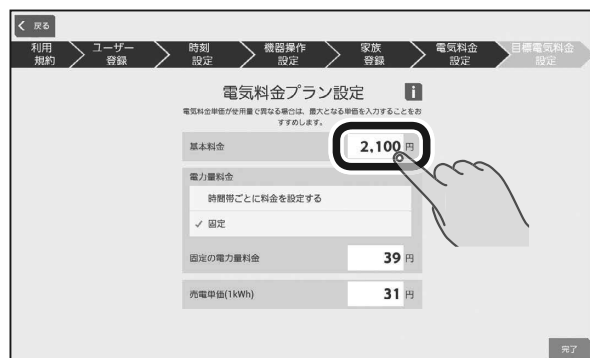 戻る
利用
規約
ユーザー
登録
時刻
設定
機器操作
設定
家族
登録
電気料金
設定
目標電気料金
設定
電気料金プラン設定 i
電気料金単価が使用量で異なる場合は、最大となる単価を入力することをお
すすめします。
基本料金 2,100 円
電力量料金
時間帯ごとに料金を設定する
✓ 固定
固定の電力量料金 39 円
売電単価(1kWh) 31 円
完了